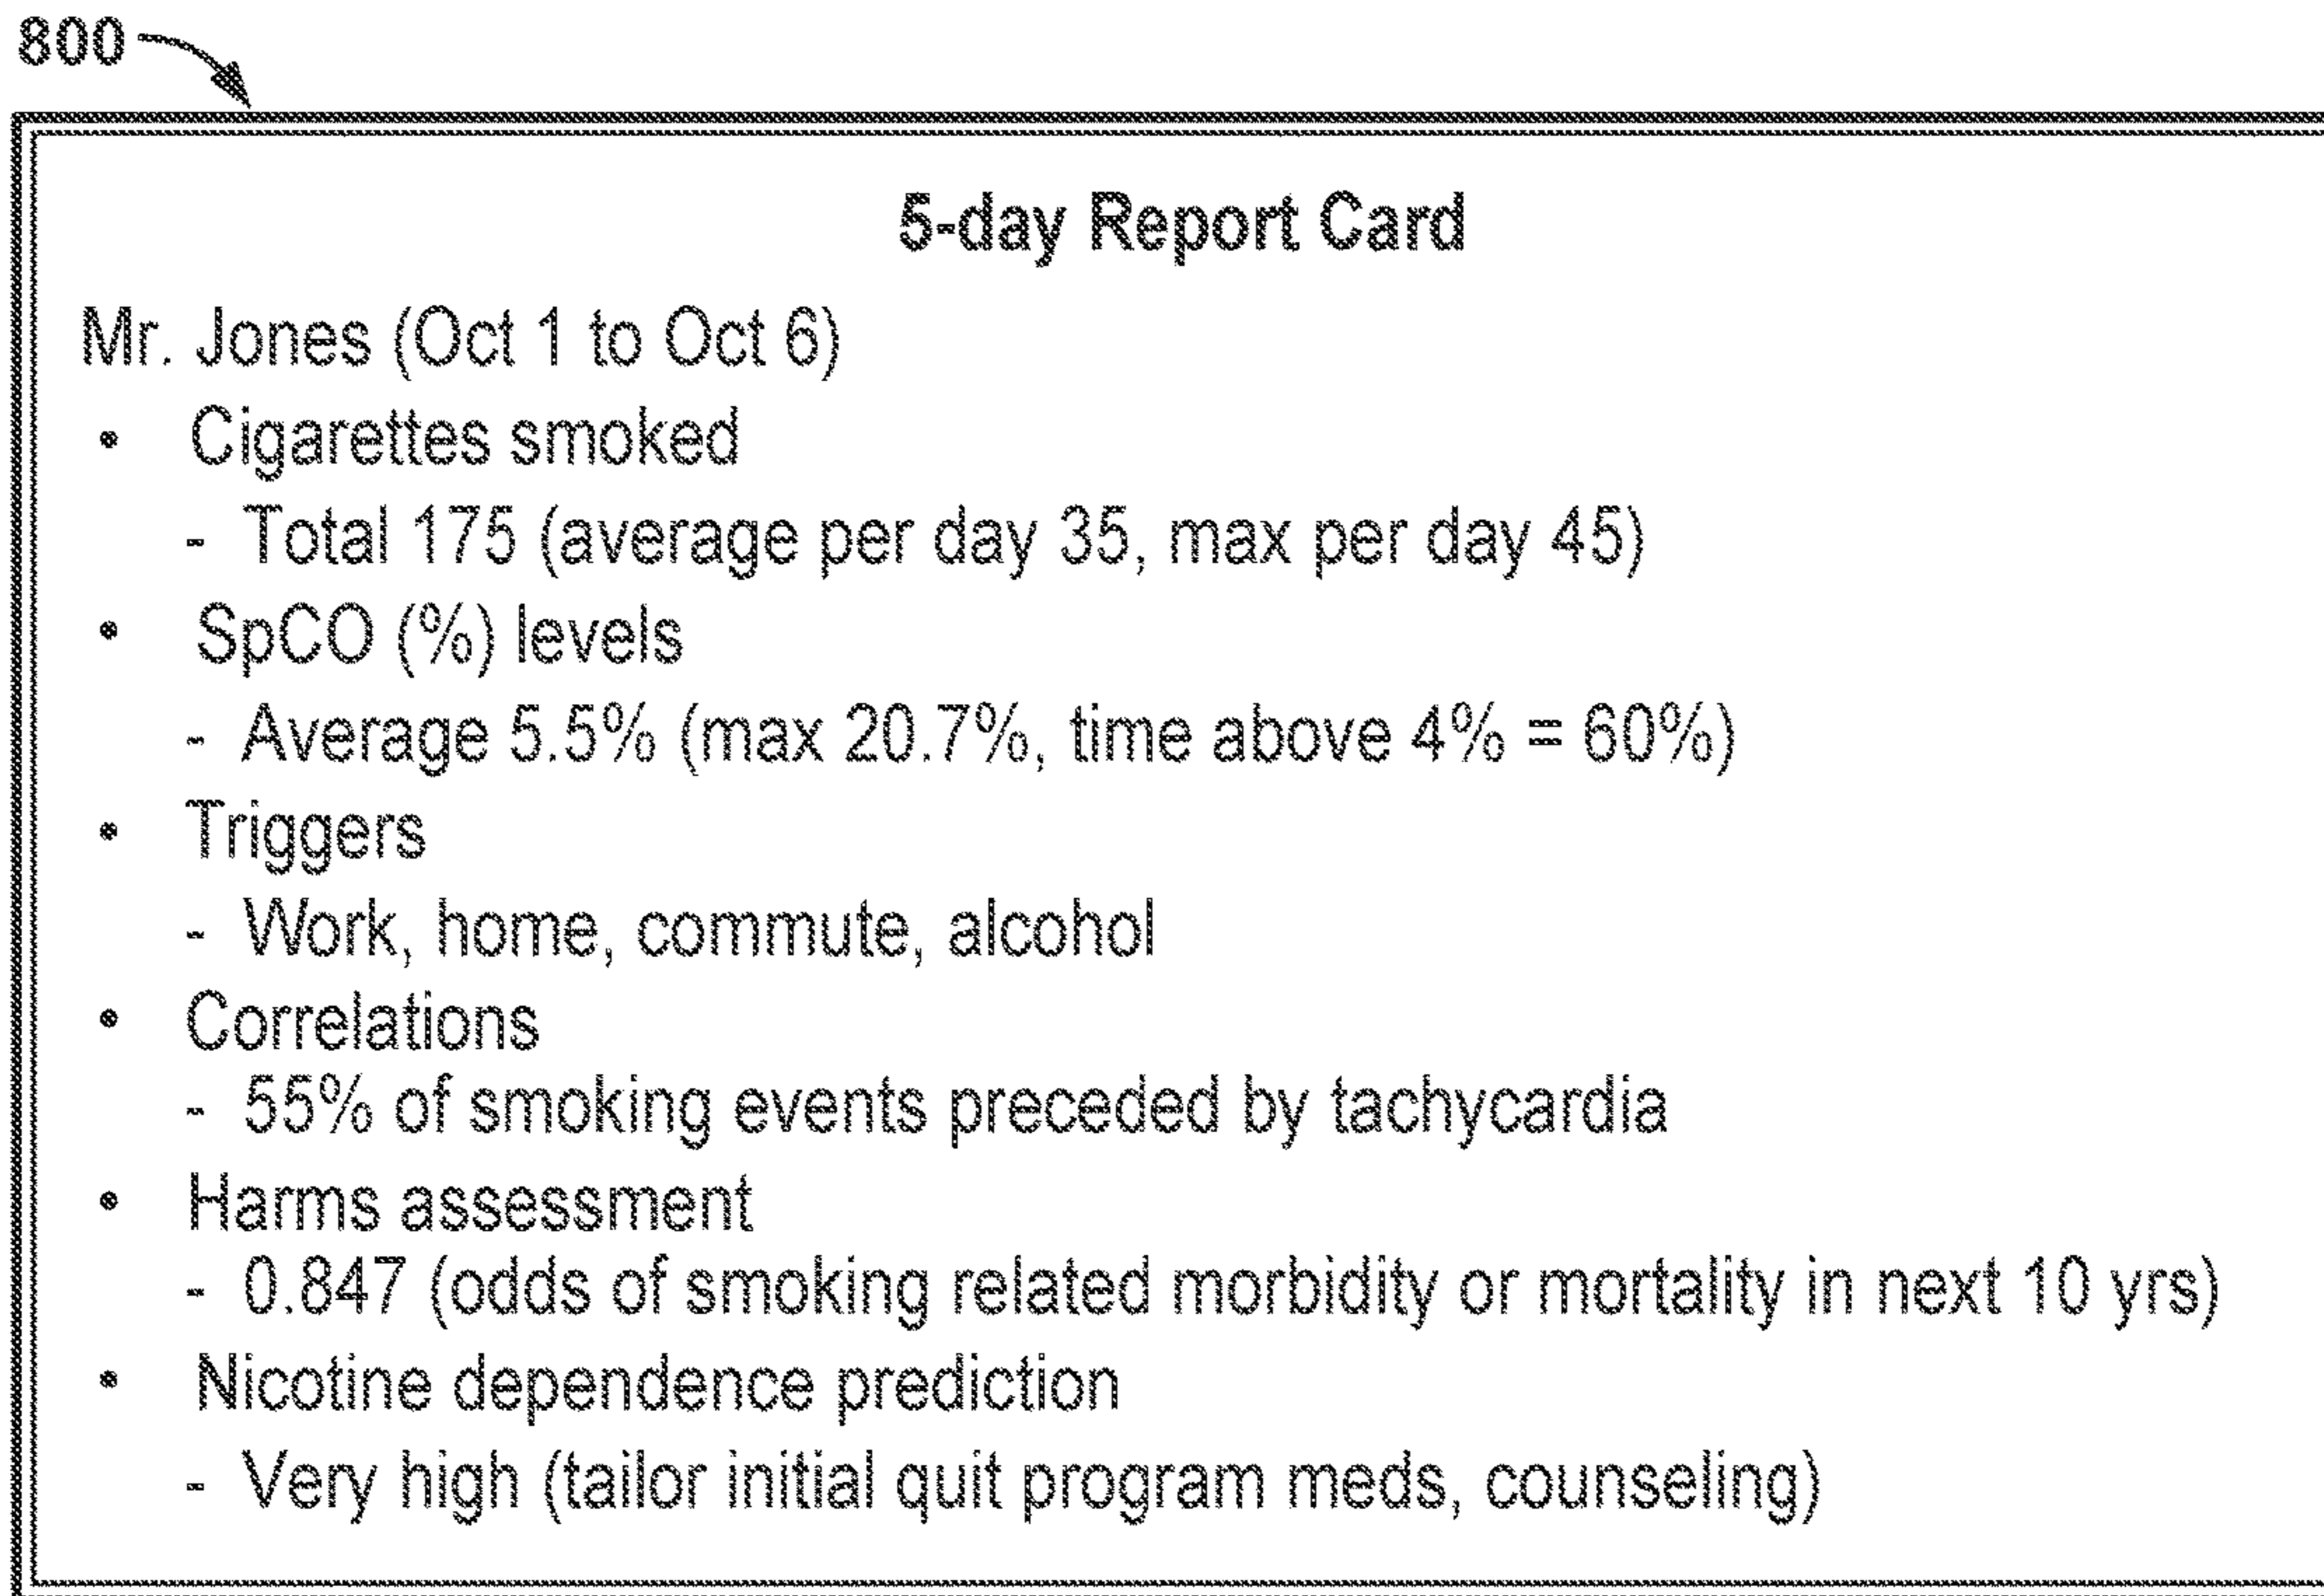 800
5-day Report Card
Mr. Jones (Oct 1 to Oct 6)
• Cigarettes smoked
- Total 175 (average per day 35, max per day 45)
• SpCO (%) levels
- Average 5.5% (max 20.7%, time above 4% = 60%)
• Triggers
- Work, home, commute, alcohol
• Correlations
- 55% of smoking events preceded by tachycardia
• Harms assessment
- 0.847 (odds of smoking related morbidity or mortality in next 10 yrs)
• Nicotine dependence prediction
- Very high (tailor initial quit program meds, counseling)